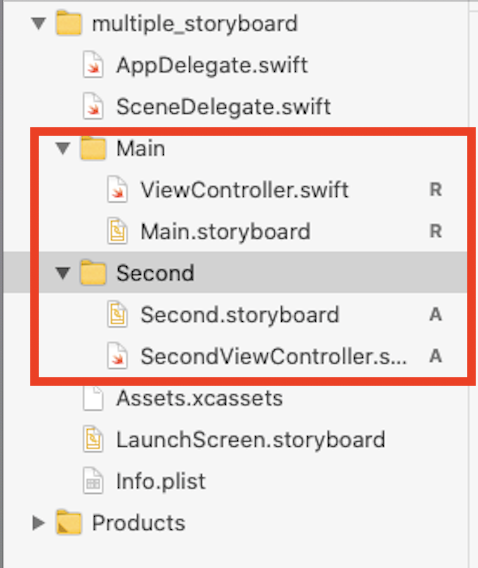 multiple_storyboard
AppDelegate.swift
SceneDelegate.swift
Main
ViewController.swift R
Main.storyboard R
Second
Second.storyboard A
SecondViewController.s... A
Assets.xcassets
LaunchScreen.storyboard
Info.plist
Products